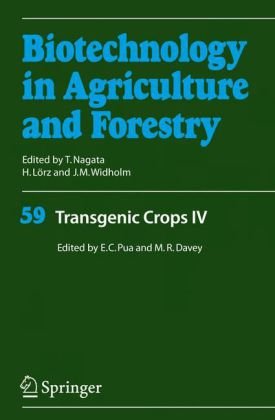 Biotechnology
in Agriculture
and Forestry
Edited by T. Nagata
H. Lörz and J. M. Widholm
59 Transgenic Crops IV
Edited by E.C. Pua and M. R. Davey
Springer